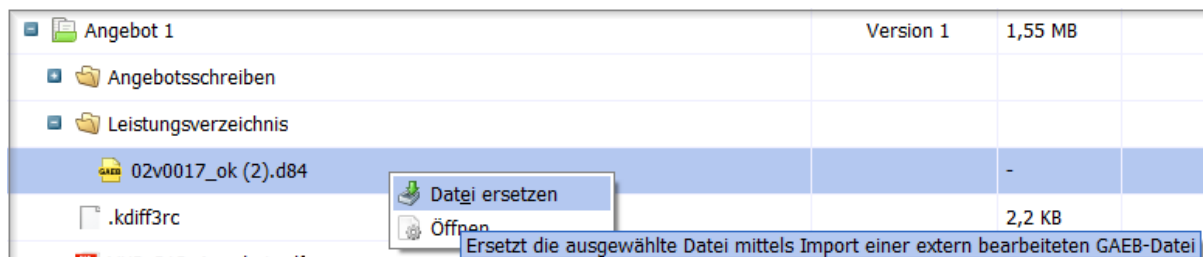 Angebot 1 Version 1 1,55 MB
Angebotsschreiben
Leistungsverzeichnis
GAEB 02v0017_ok (2).d84 -
Datei ersetzen
.kdiff3rc 2,2 KB
Öffnen
Ersetzt die ausgewählte Datei mittels Import einer extern bearbeiteten GAEB-Datei